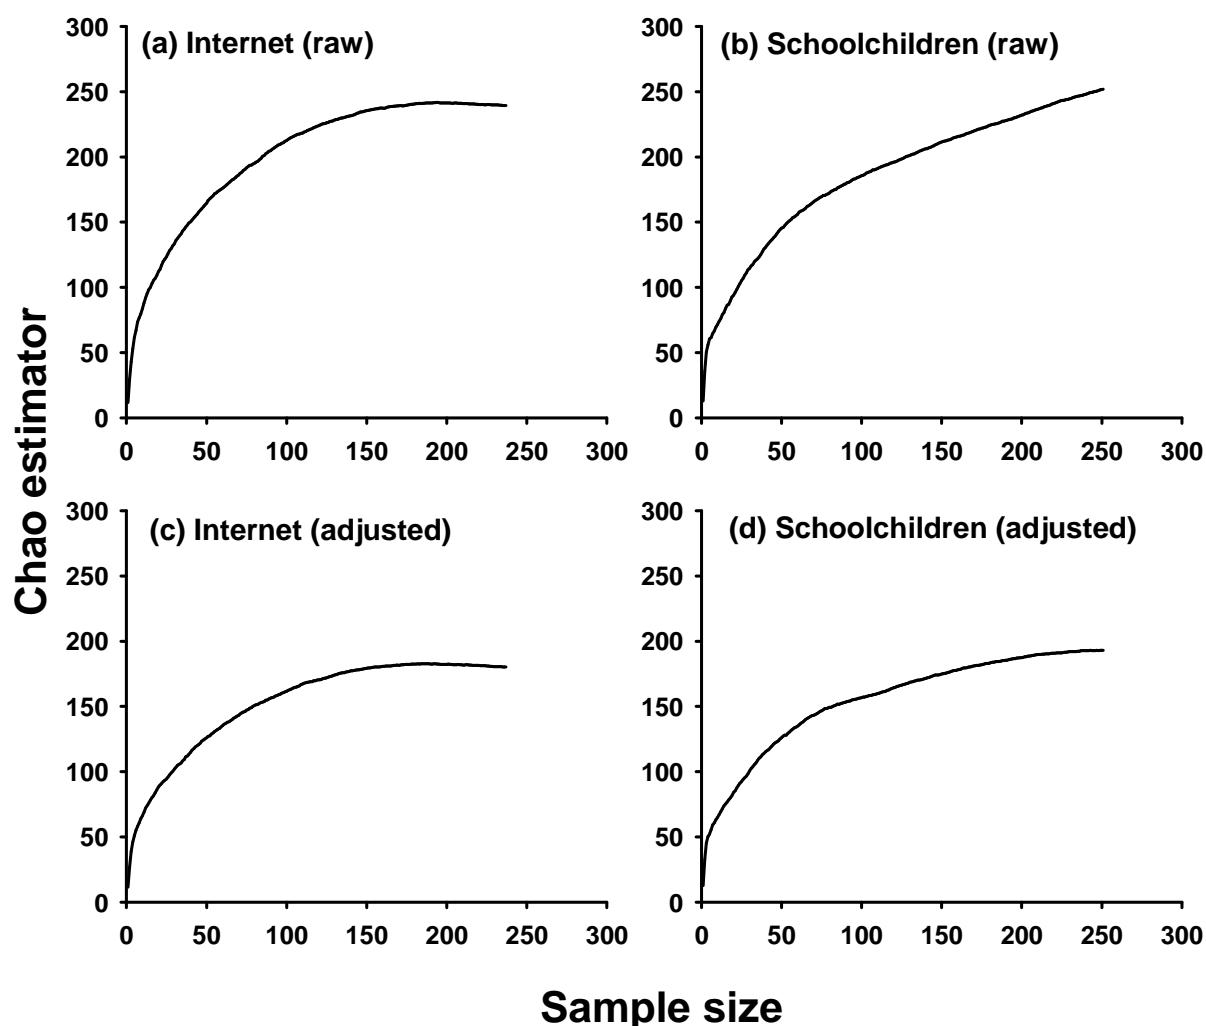 (a) Internet (raw)
300
250
200
150
100
50
0
0 50 100 150 200 250 300
(b) Schoolchildren (raw)
300
250
200
150
100
50
0
0 50 100 150 200 250 300
(c) Internet (adjusted)
300
250
200
150
100
50
0
0 50 100 150 200 250 300
(d) Schoolchildren (adjusted)
300
250
200
150
100
50
0
0 50 100 150 200 250 300
Chao estimator
Sample size